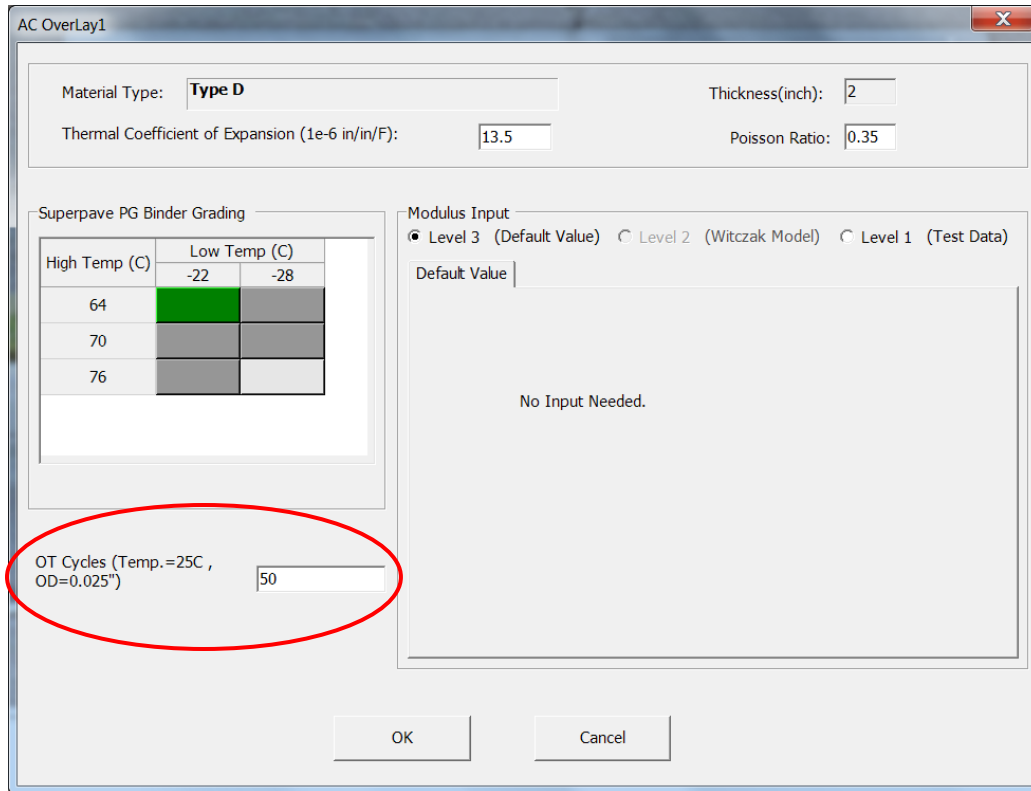 AC OverLay1
Material Type: Type D Thickness(inch): 2
Thermal Coefficient of Expansion (1e-6 in/in/F): 13.5 Poisson Ratio: 0.35
Superpave PG Binder Grading
High Temp (C) Low Temp (C)
-22 -28
64
70
76
Modulus Input
Level 3 (Default Value) Level 2 (Witczak Model) Level 1 (Test Data)
Default Value
No Input Needed.
OT Cycles (Temp.=25C ,
OD=0.025") 50
OK Cancel